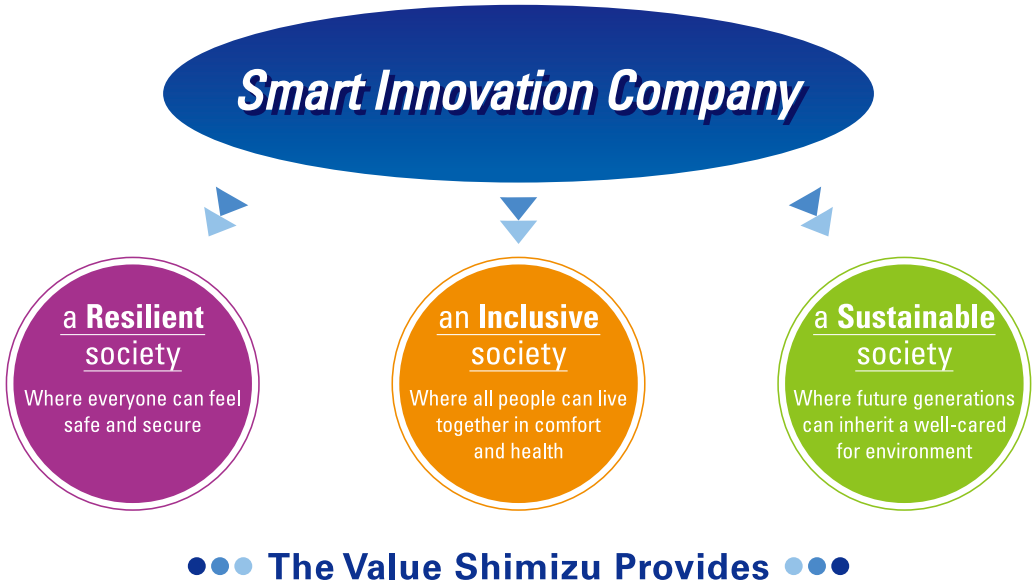 Smart Innovation Company
a Resilient
society
Where everyone can feel
safe and secure
an Inclusive
society
Where all people can live
together in comfort
and health
a Sustainable
society
Where future generations
can inherit a well-cared
for environment
The Value Shimizu Provides